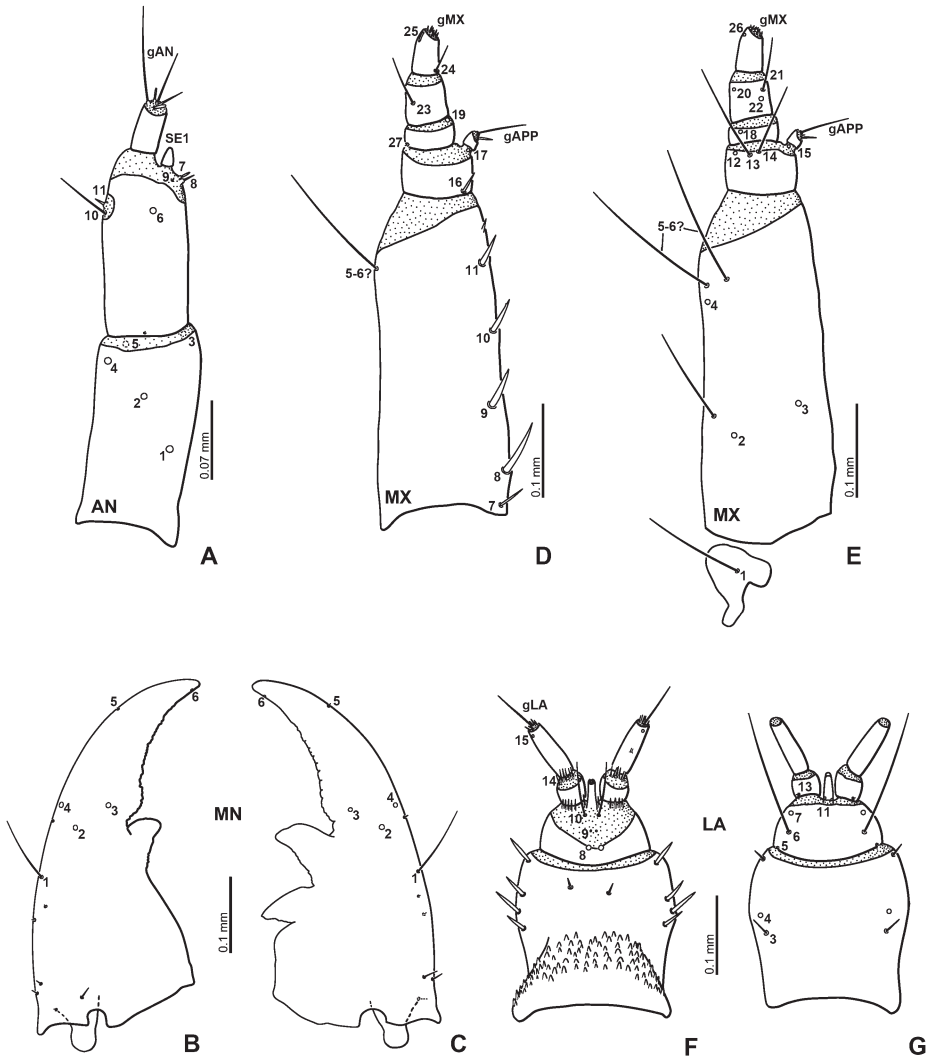 gAN
SE1
7
9
8
11
10
6
5
3
4
2
1
0.07 mm
AN
A
gMX
25
24
23
19
27
gAPP
17
16
5-6?
11
10
9
8
7
0.1 mm
MX
D
gMX
26
21
20
22
18
gAPP
12
13
14
15
5-6?
4
3
2
0.1 mm
MX
E
1
5
6
4
3
2
1
MN
0.1 mm
B
6
5
4
3
2
1
C
gLA
15
14
10
9
8
LA
0.1 mm
F
13
11
7
6
5
4
3
G